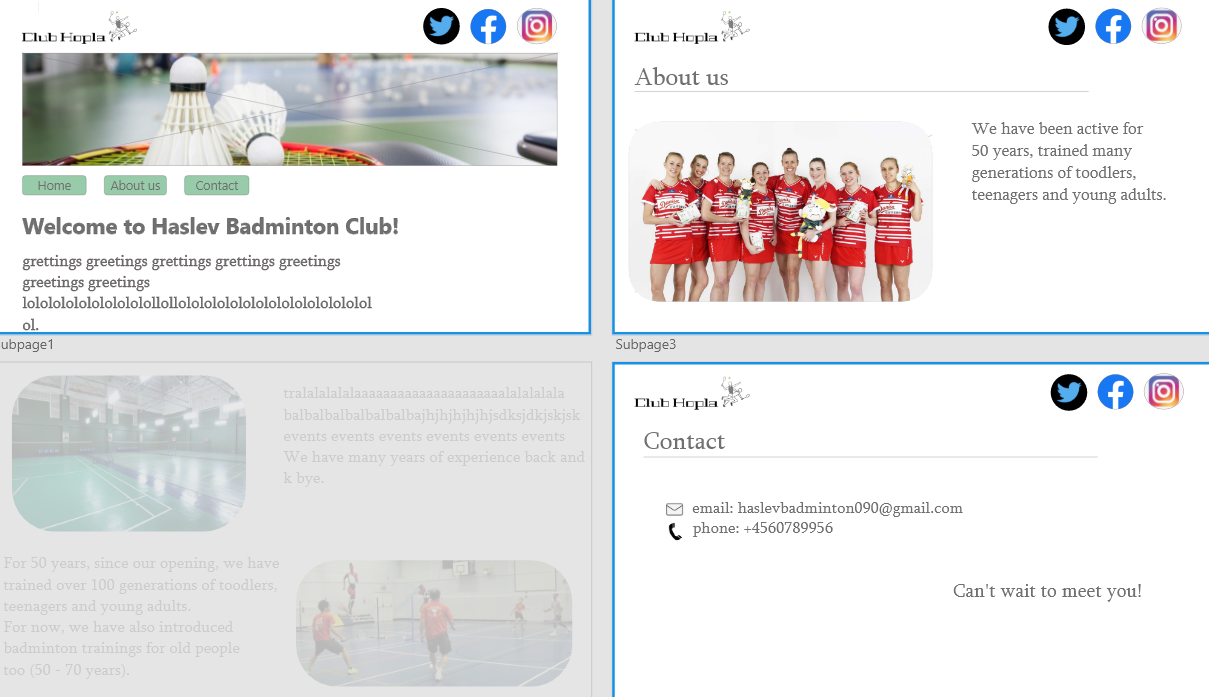 Club Hopla
Home
About us
Contact
Welcome to Haslev Badminton Club!
grettings greetings grettings grettings greetings
greetings greetings
lolololololololololollollolololololololololololololololol
ol.
ubpage1
tralalalalalaaaaaaaaaaaaaaaaaaaalalalalala
balbalbalbalbalbalbajhjhjhjhjhjsdksjdkjskjsk
events events events events events events
We have many years of experience back and
k bye.
For 50 years, since our opening, we have
trained over 100 generations of toodlers,
teenagers and young adults.
For now, we have also introduced
badminton trainings for old people
too (50 - 70 years).
Club Hopla
About us
We have been active for
50 years, trained many
generations of toodlers,
teenagers and young adults.
Subpage3
Club Hopla
Contact
email: haslevbadminton090@gmail.com
phone: +4560789956
Can't wait to meet you!